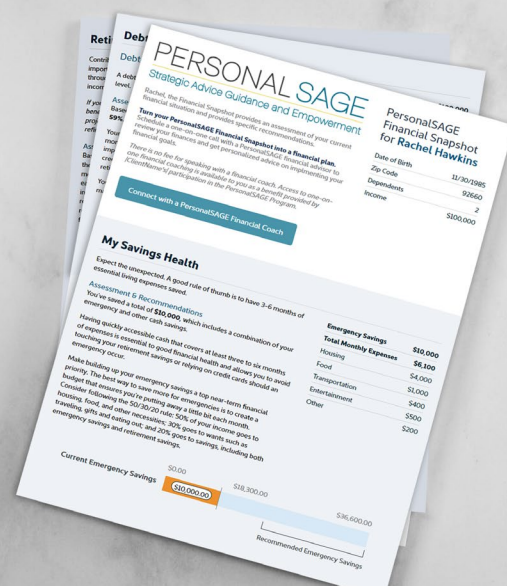 Reti
Debt
Contri
impor
throu
incom
Debt
A debt
level.
PERSONAL SAGE
Strategic Advice Guidance and Empowerment
Rachel, the Financial Snapshot provides an assessment of your current
financial situation and provides specific recommendations.
Turn your PersonalSAGE Financial Snapshot into a financial plan.
Schedule a one-on-one call with a PersonalSAGE financial advisor to
review your finances and get personalized advice on implmenting your
financial goals.
There is no fee for speaking with a financial coach. Access to one-on-
one financial coaching is available to you as a benefit provided by
[ClientName's] participation in the PersonalSAGE Program.
Connect with a PersonalSAGE Financial Coach
PersonalSAGE
Financial Snapshot
for Rachel Hawkins
Date of Birth 11/30/1985
Zip Code 92660
Dependents 2
Income $100,000
My Savings Health
Expect the unexpected. A good rule of thumb is to have 3-6 months of
essential living expenses saved.
Assessment & Recommendations
You've saved a total of $10,000, which includes a combination of your
emergency and other cash savings.
Having quickly accessible cash that covers at least three to six months
of expenses is essential to good financial health and allows you to avoid
touching your retirement savings or relying on credit cards should an
emergency occur.
Make building up your emergency savings a top near-term financial
priority. The best way to save more for emergencies is to create a
budget that ensures you're putting away a little bit each month.
Consider following the 50/30/20 rule: 50% of your income goes to
housing, food, and other necessities; 30% goes to wants such as
traveling, gifts and eating out; and 20% goes to savings, including both
emergency savings and retirement savings.
Emergency Savings $10,000
Total Monthly Expenses $6,100
Housing $4,000
Food $1,000
Transportation $400
Entertainment $500
Other $200
Current Emergency Savings
$0.00
$10,000.00
$18,300.00
$36,600.00
Recommended Emergency Savings